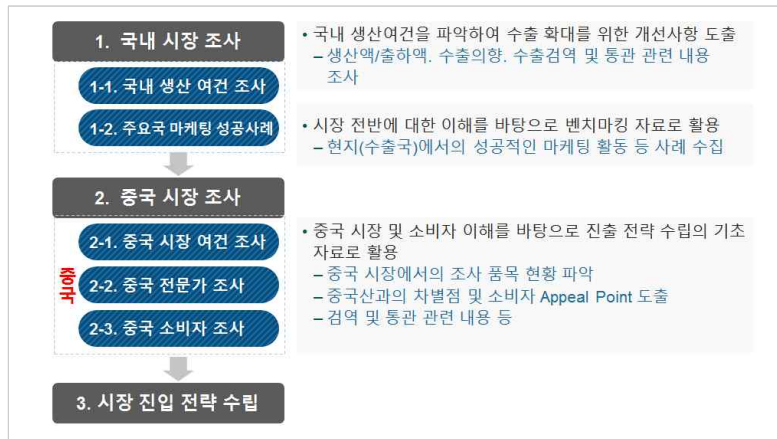 1. 국내 시장 조사
1-1. 국내 생산 여건 조사
1-2. 주요국 마케팅 성공사례
• 국내 생산여건을 파악하여 수출 확대를 위한 개선사항 도출
– 생산액/출하액. 수출의향. 수출검역 및 통관 관련 내용
조사
• 시장 전반에 대한 이해를 바탕으로 벤치마킹 자료로 활용
– 현지(수출국)에서의 성공적인 마케팅 활동 등 사례 수집
2. 중국 시장 조사
중국
2-1. 중국 시장 여건 조사
2-2. 중국 전문가 조사
2-3. 중국 소비자 조사
• 중국 시장 및 소비자 이해를 바탕으로 진출 전략 수립의 기초
자료로 활용
– 중국 시장에서의 조사 품목 현황 파악
– 중국산과의 차별점 및 소비자 Appeal Point 도출
– 검역 및 통관 관련 내용 등
3. 시장 진입 전략 수립